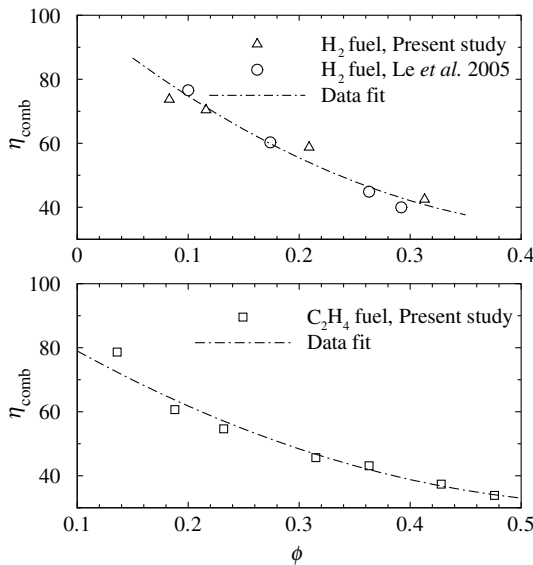 100
80
60
40
η_comb
H₂ fuel, Present study
H₂ fuel, Le et al. 2005
Data fit
0 0.1 0.2 0.3 0.4
100
80
60
40
η_comb
C₂H₄ fuel, Present study
Data fit
0.1 0.2 0.3 0.4 0.5
ϕ